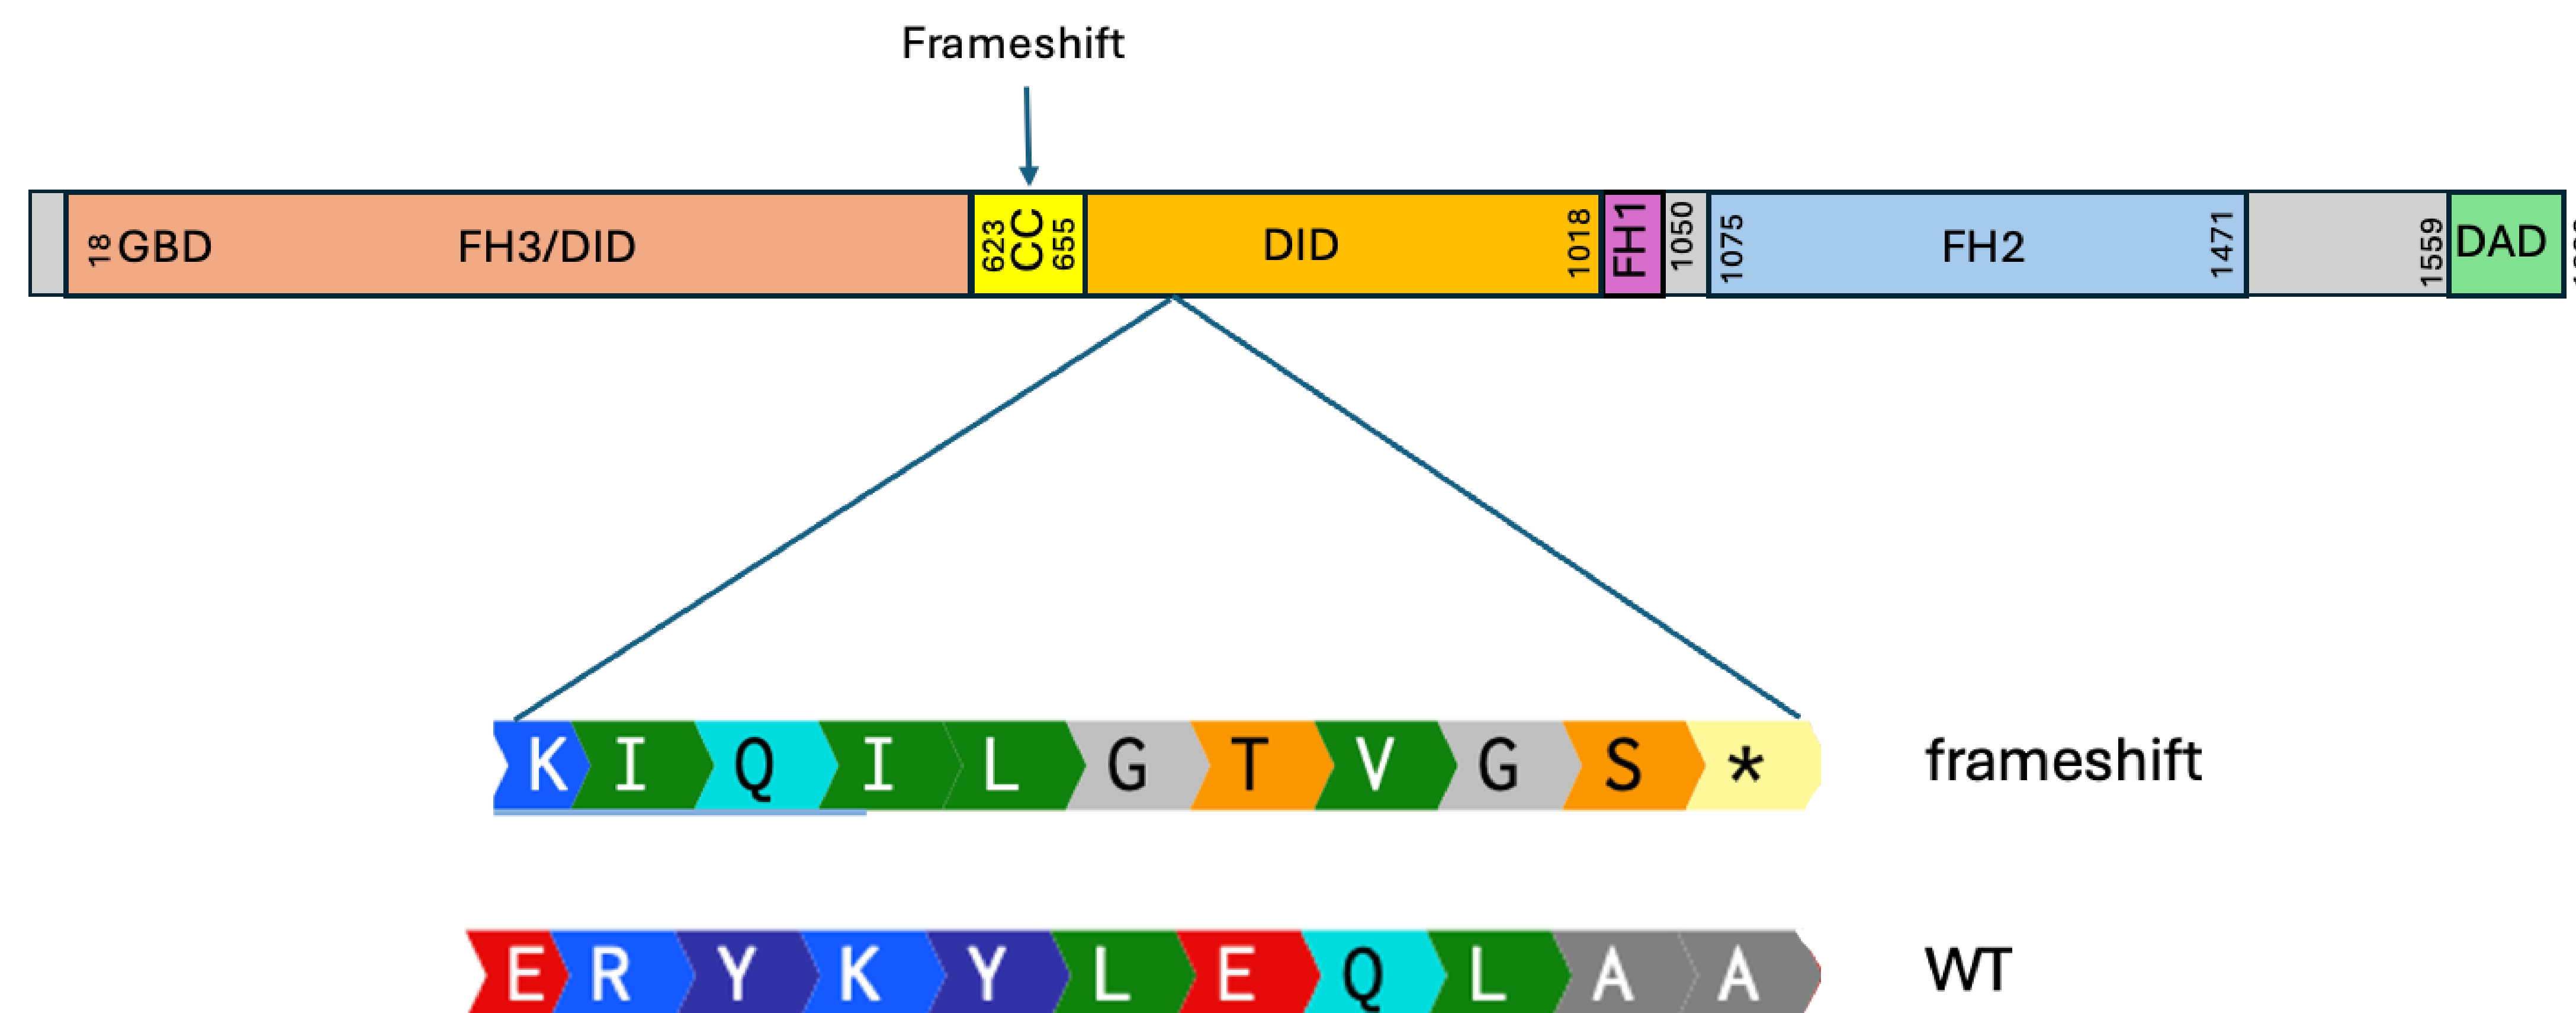 Frameshift
18 GBD FH3/DID 623 CC 655 DID 1018 FH1 1050 1075 FH2 1471 1559 DAD
K I Q I L G T V G S * frameshift
E R Y K Y L E Q L A A WT